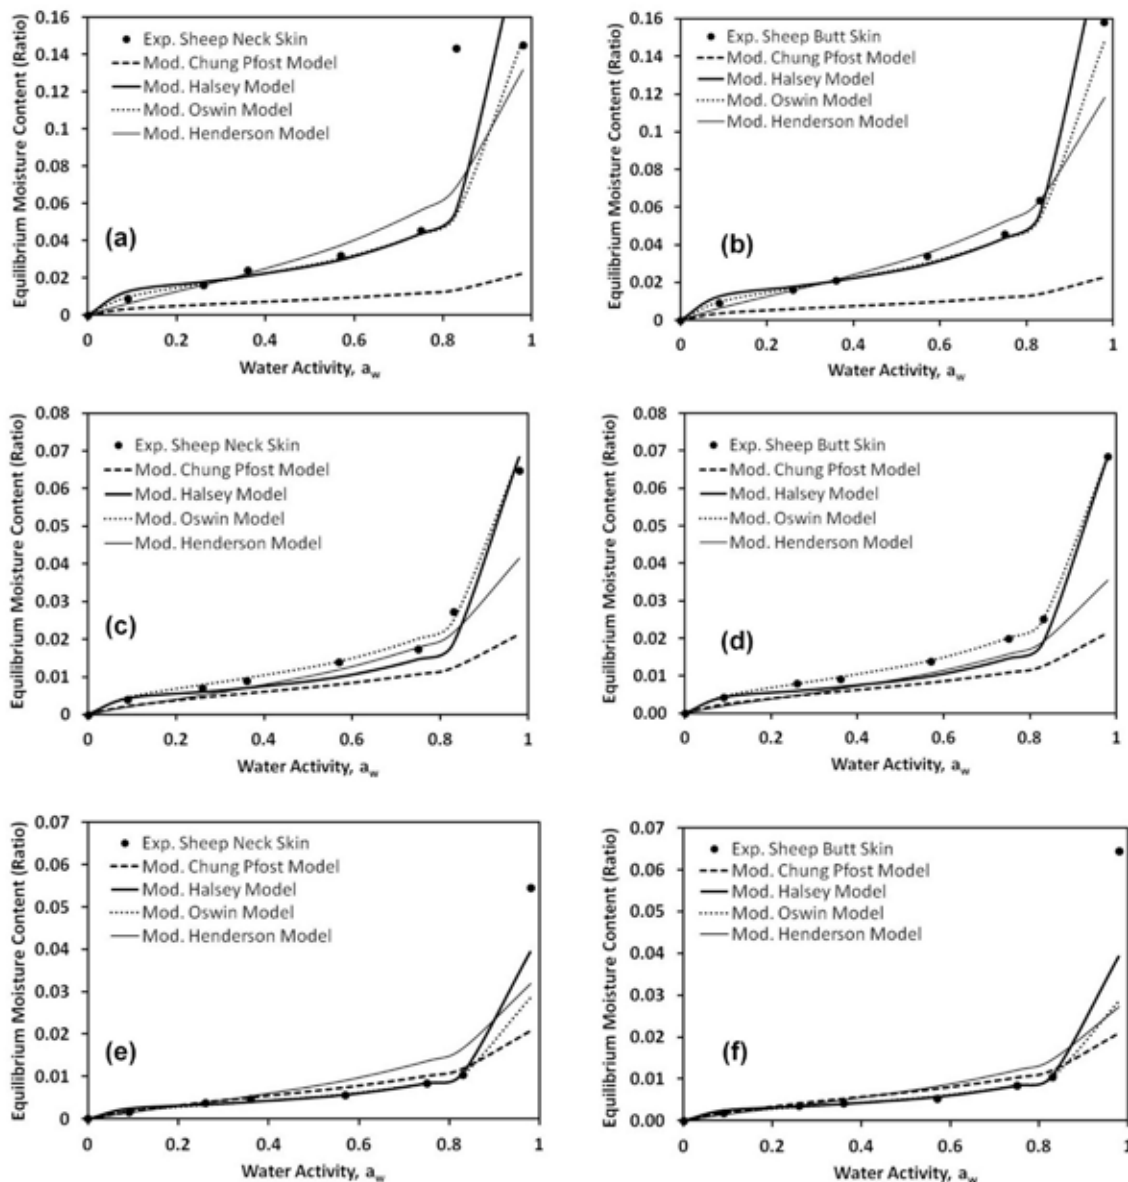 0.16
0.14
0.12
0.1
0.08
0.06
0.04
0.02
0
Equilibrium Moisture Content (Ratio)
Exp. Sheep Neck Skin
Mod. Chung Pfost Model
Mod. Halsey Model
Mod. Oswin Model
Mod. Henderson Model
(a)
0 0.2 0.4 0.6 0.8 1
Water Activity, aw
0.16
0.14
0.12
0.1
0.08
0.06
0.04
0.02
0
Equilibrium Moisture Content (Ratio)
Exp. Sheep Butt Skin
Mod. Chung Pfost Model
Mod. Halsey Model
Mod. Oswin Model
Mod. Henderson Model
(b)
0 0.2 0.4 0.6 0.8 1
Water Activity, aw
0.08
0.07
0.06
0.05
0.04
0.03
0.02
0.01
0
Equilibrium Moisture Content (Ratio)
Exp. Sheep Neck Skin
Mod. Chung Pfost Model
Mod. Halsey Model
Mod. Oswin Model
Mod. Henderson Model
(c)
0 0.2 0.4 0.6 0.8 1
Water Activity, aw
0.08
0.07
0.06
0.05
0.04
0.03
0.02
0.01
0.00
Equilibrium Moisture Content (Ratio)
Exp. Sheep Butt Skin
Mod. Chung Pfost Model
Mod. Halsey Model
Mod. Oswin Model
Mod. Henderson Model
(d)
0 0.2 0.4 0.6 0.8 1
Water Activity, aw
0.07
0.06
0.05
0.04
0.03
0.02
0.01
0
Equilibrium Moisture Content (Ratio)
Exp. Sheep Neck Skin
Mod. Chung Pfost Model
Mod. Halsey Model
Mod. Oswin Model
Mod. Henderson Model
(e)
0 0.2 0.4 0.6 0.8 1
Water Activity, aw
0.07
0.06
0.05
0.04
0.03
0.02
0.01
0.00
Equilibrium Moisture Content (Ratio)
Exp. Sheep Butt Skin
Mod. Chung Pfost Model
Mod. Halsey Model
Mod. Oswin Model
Mod. Henderson Model
(f)
0 0.2 0.4 0.6 0.8 1
Water Activity, aw